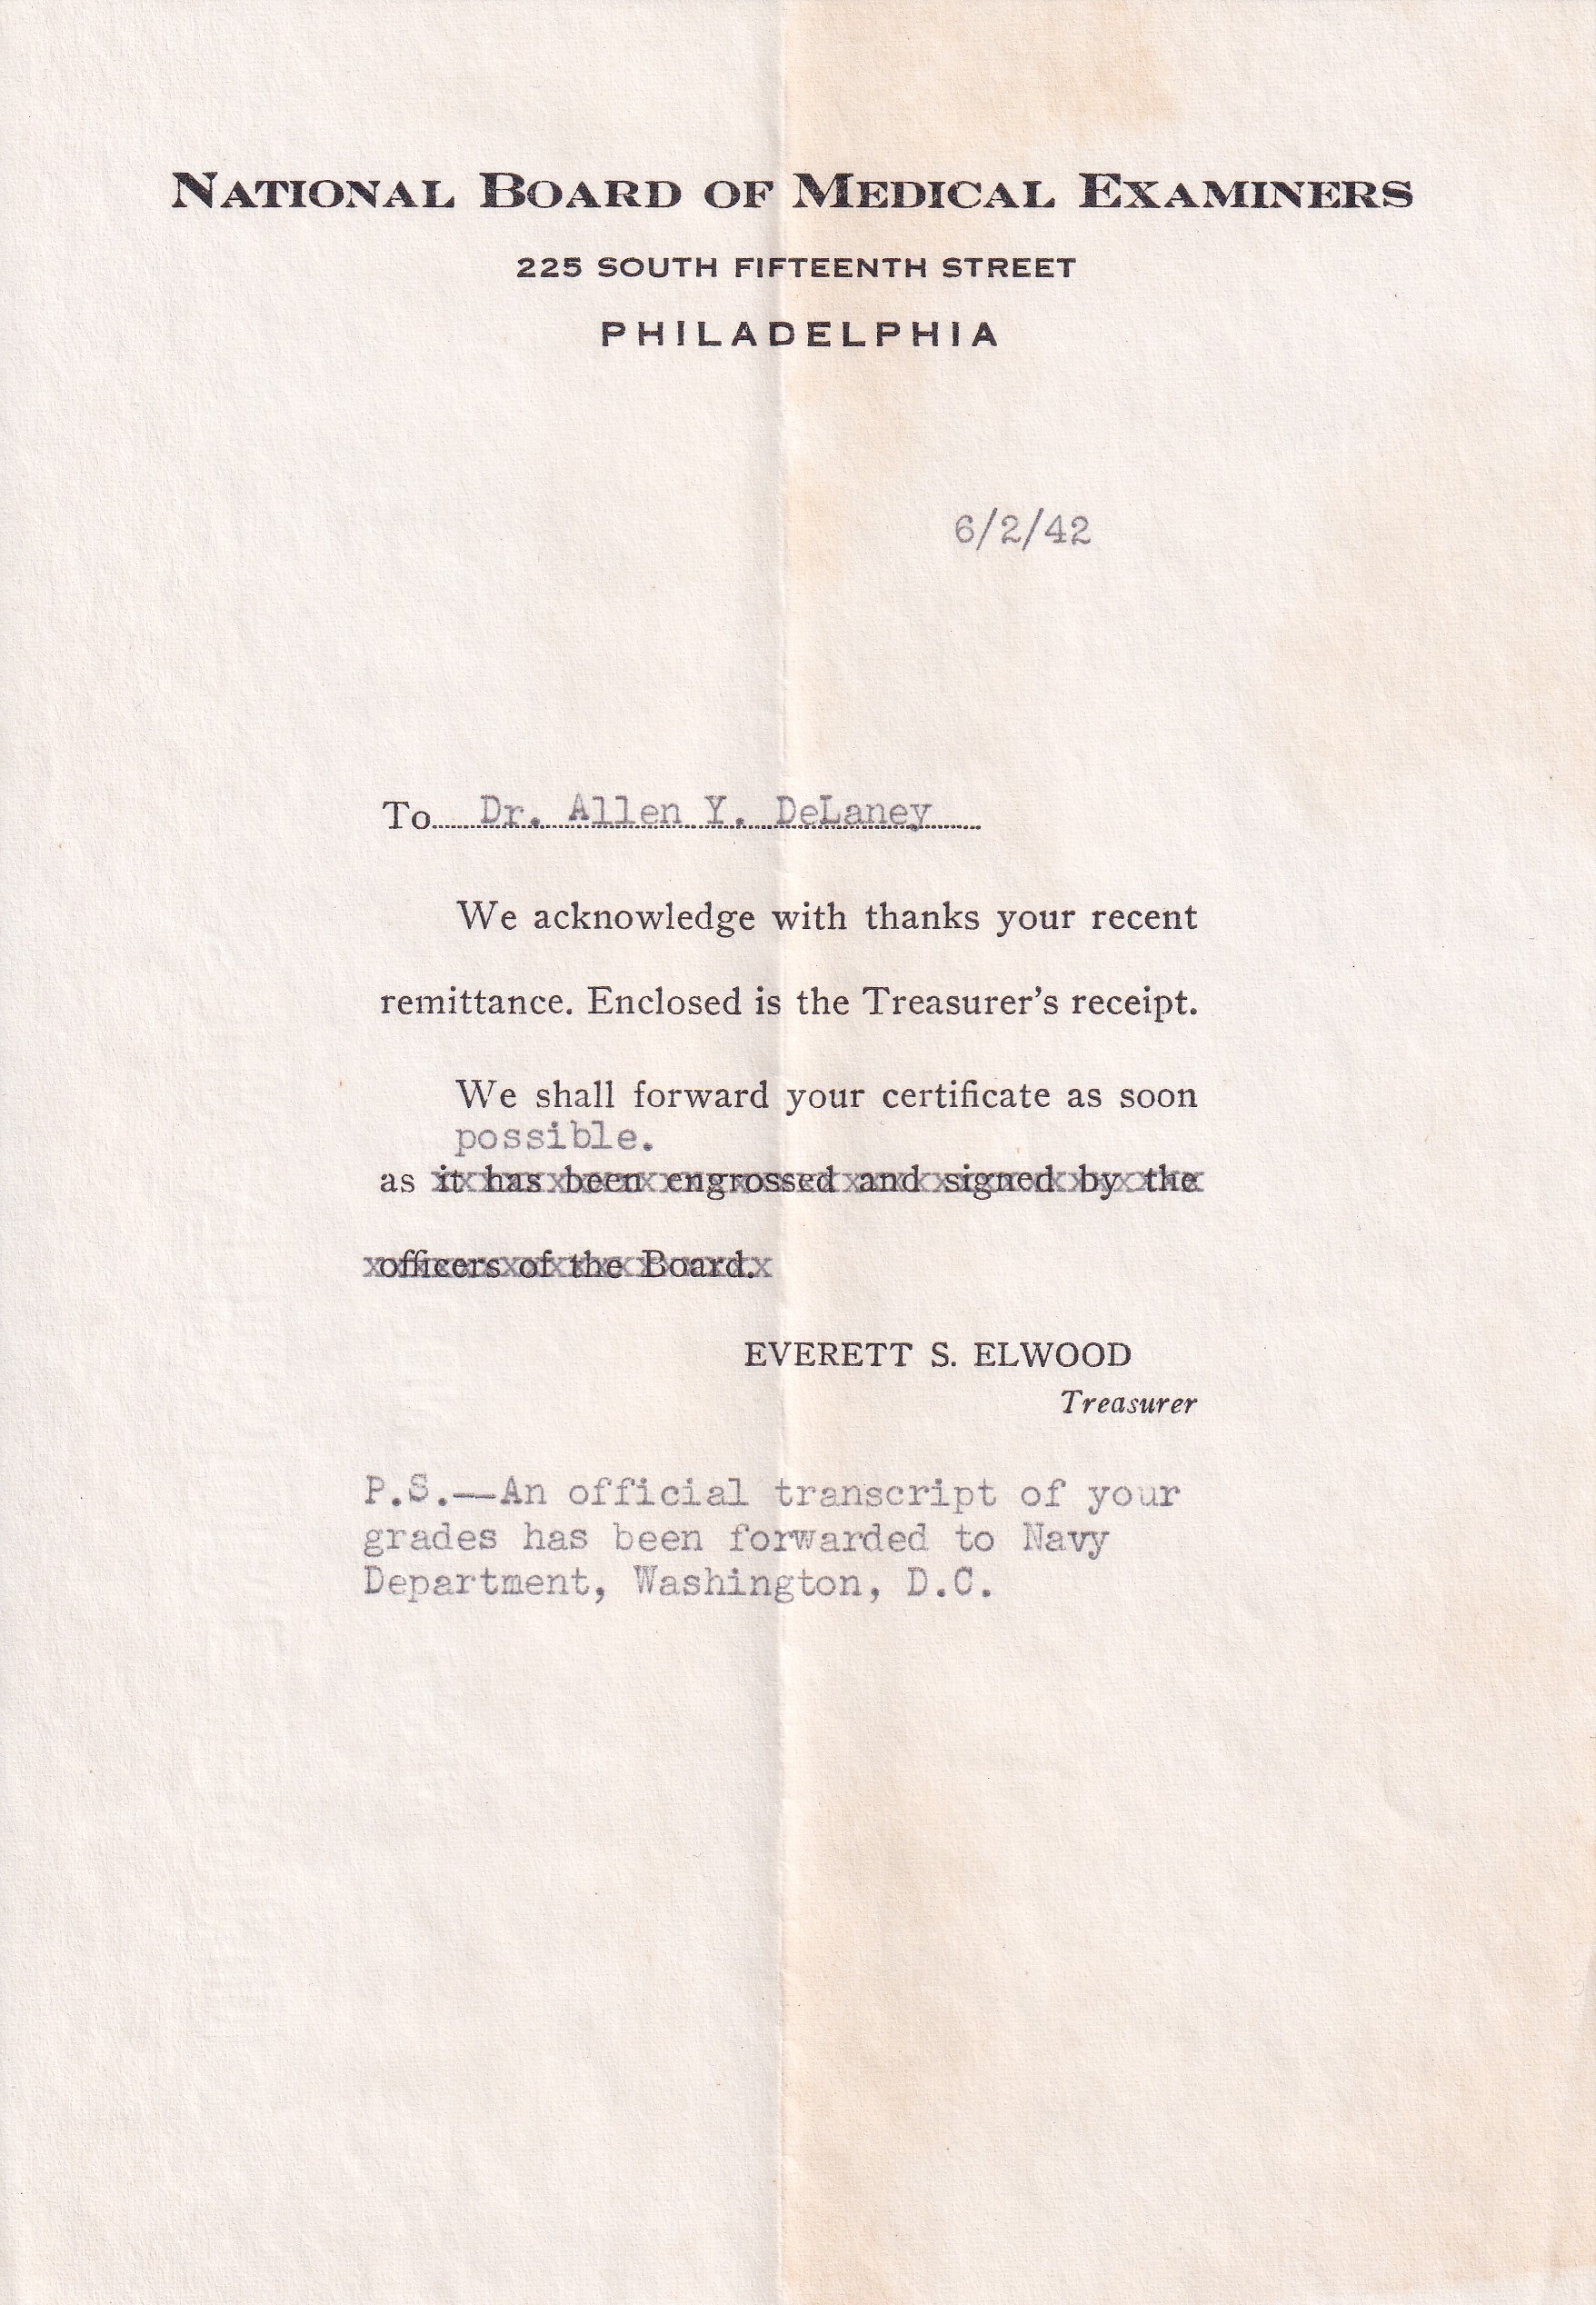 NATIONAL BOARD OF MEDICAL EXAMINERS
225 SOUTH FIFTEENTH STREET
PHILADELPHIA
6/2/42
To Dr. Allen Y. DeLaney
We acknowledge with thanks your recent
remittance. Enclosed is the Treasurer's receipt.
We shall forward your certificate as soon
possible.
as it has been engrossed and signed by the
officers of the Board.
EVERETT S. ELWOOD
Treasurer
P.S.--An official transcript of your
grades has been forwarded to Navy
Department, Washington, D.C.